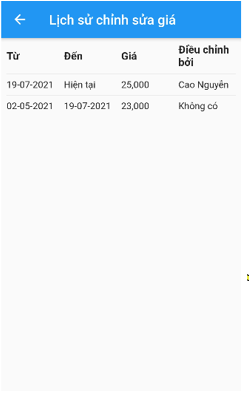 Lịch sử chỉnh sửa giá
Từ Đến Giá Điều chỉnh bởi
19-07-2021 Hiện tại 25,000 Cao Nguyễn
02-05-2021 19-07-2021 23,000 Không có